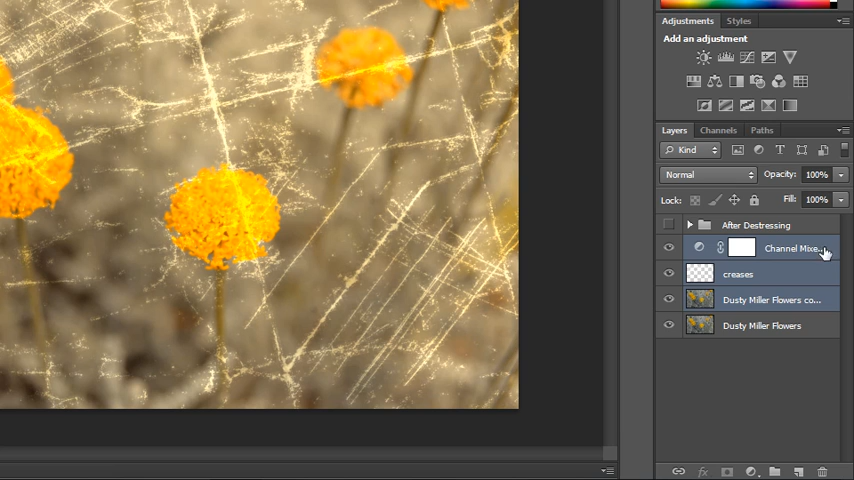 Adjustments Styles
Add an adjustment
Layers Channels Paths
Kind
Normal Opacity: 100%
Lock: Fill: 100%
After Destressing
Channel Mixe...
creases
Dusty Miller Flowers co...
Dusty Miller Flowers
fx